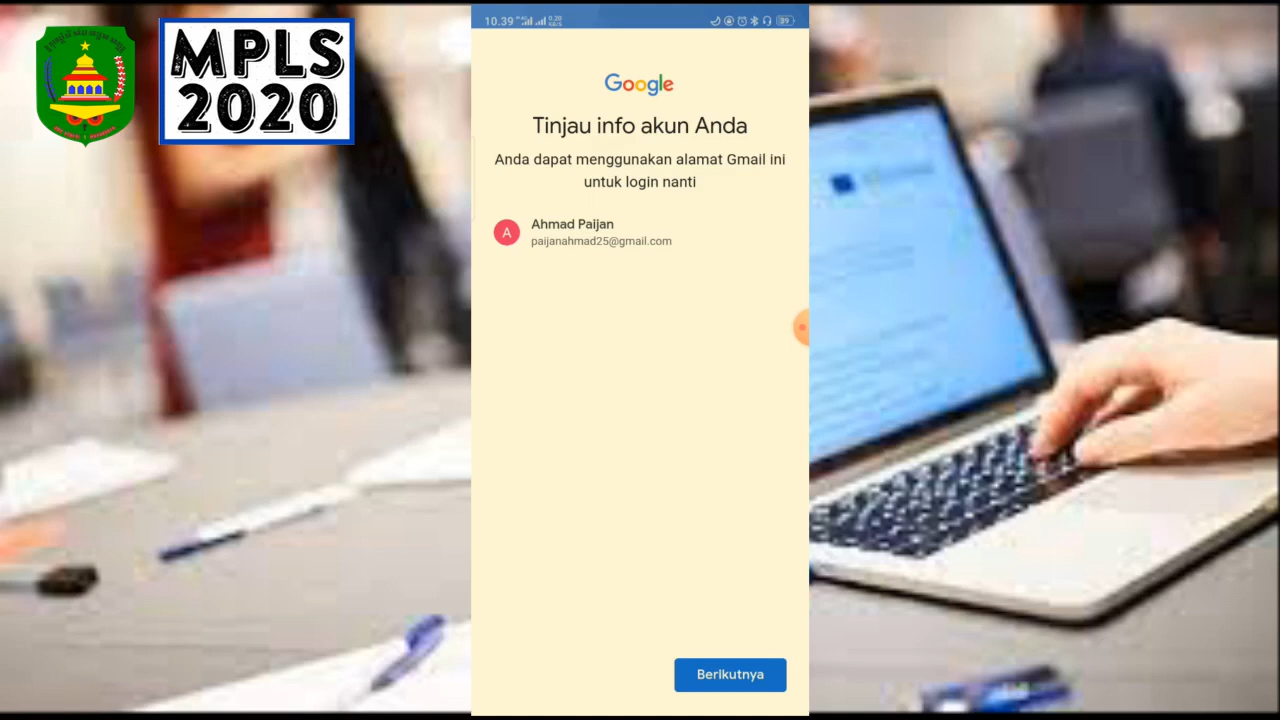 MPLS
2020
10.39
39
Google
Tinjau info akun Anda
Anda dapat menggunakan alamat Gmail ini
untuk login nanti
A
Ahmad Paijan
paijanahmad25@gmail.com
Berikutnya